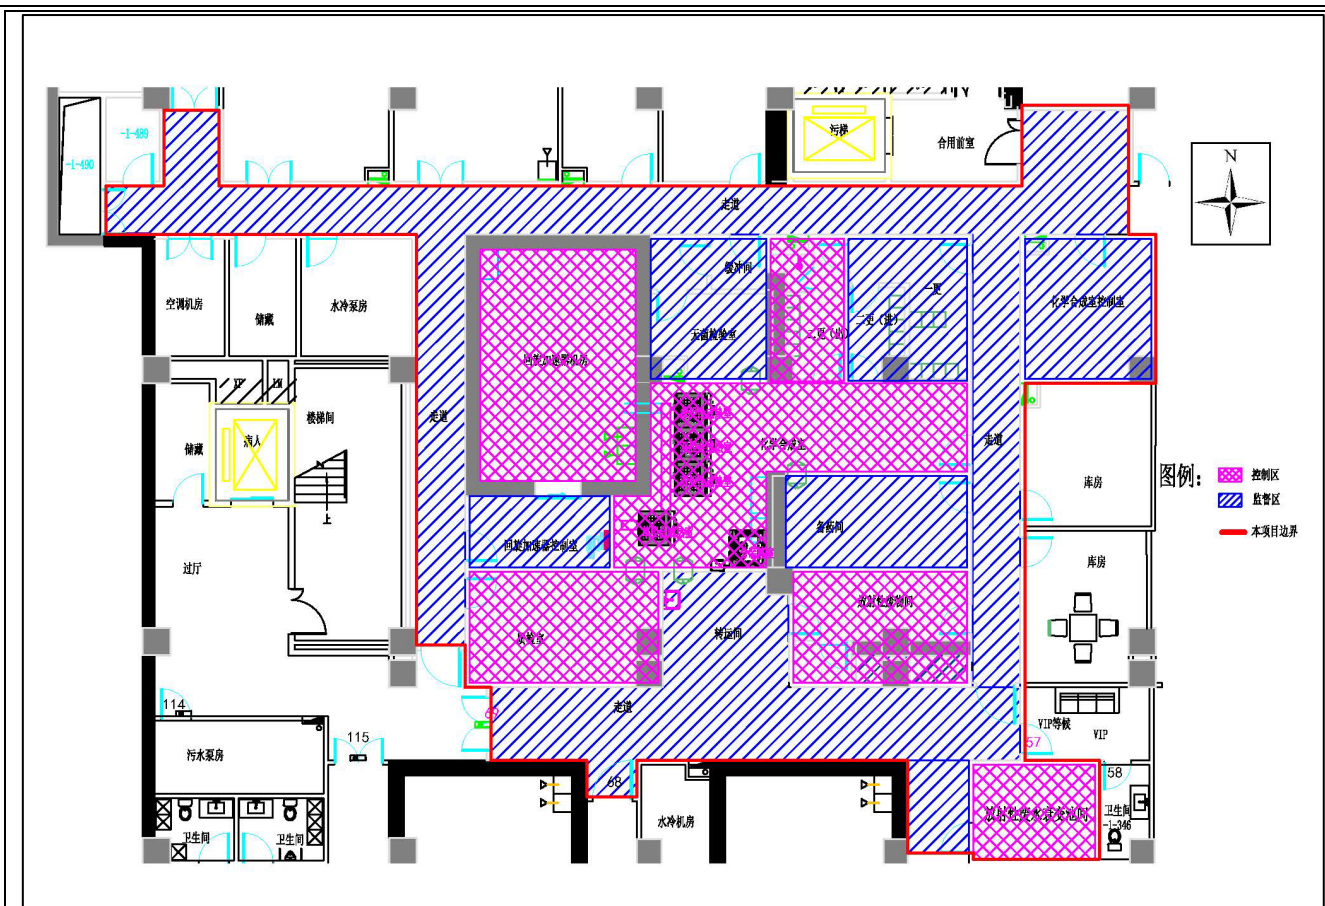 -1-489
-1-490
污梯
合用前室
N
走道
缓冲间
一更
空调机房
储藏
水冷泵房
化学合成室控制室
无菌检验室
二更（出）
二更（进）
回旋加速器机房
楼梯间
走道
病人
储藏
化学合成室
走道
图例：
控制区
监督区
本项目边界
库房
上
备药间
回旋加速器控制室
过厅
库房
放射性废物间
质检室
转运间
114
走道
69
VIP等候
VIP
57
115
污水泵房
68
58
水冷机房
放射性废水衰变池间
卫生间
-1-346
卫生间
卫生间